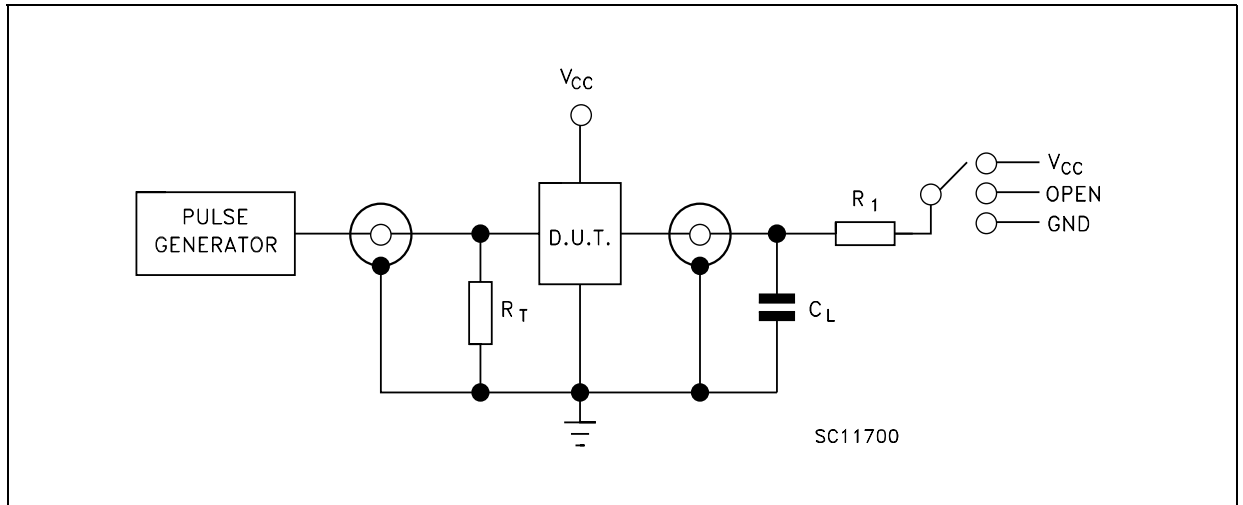 VCC
PULSE
GENERATOR
D.U.T.
RT
CL
R1
VCC
OPEN
GND
SC11700